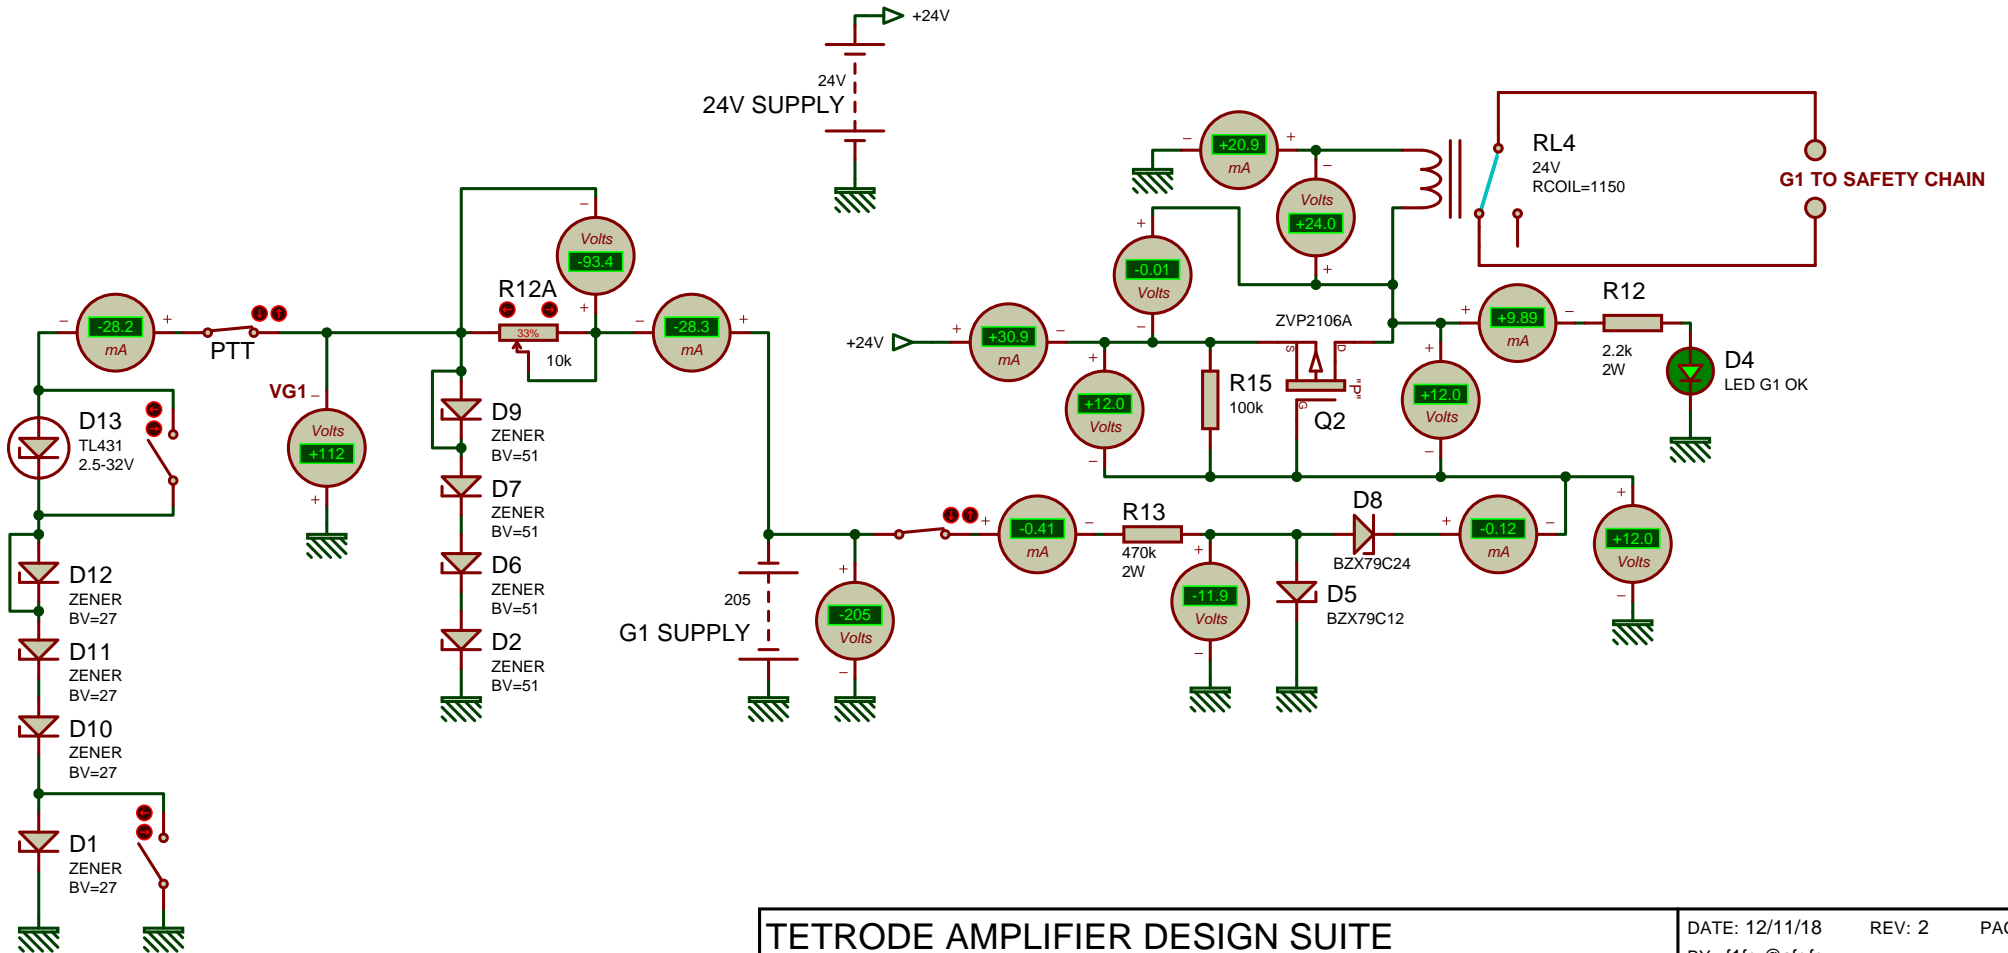 +24V
24V
24V SUPPLY
+20.9
mA
Volts
+24.0
RL4
24V
RCOIL=1150
G1 TO SAFETY CHAIN
Volts
-93.4
-0.01
Volts
R12A
33%
10k
-28.2
mA
PTT
-28.3
mA
+24V
+30.9
mA
ZVP2106A
S
D
G
"P"
Q2
+9.89
mA
R12
2.2k
2W
D4
LED G1 OK
VG1
Volts
+112
D13
TL431
2.5-32V
D9
ZENER
BV=51
D7
ZENER
BV=51
D6
ZENER
BV=51
D2
ZENER
BV=51
+12.0
Volts
R15
100k
+12.0
Volts
205
G1 SUPPLY
-205
Volts
-0.41
mA
R13
470k
2W
-11.9
Volts
D8
BZX79C24
D5
BZX79C12
-0.12
mA
+12.0
Volts
D12
ZENER
BV=27
D11
ZENER
BV=27
D10
ZENER
BV=27
D1
ZENER
BV=27
TETRODE AMPLIFIER DESIGN SUITE
DATE: 12/11/18 REV: 2